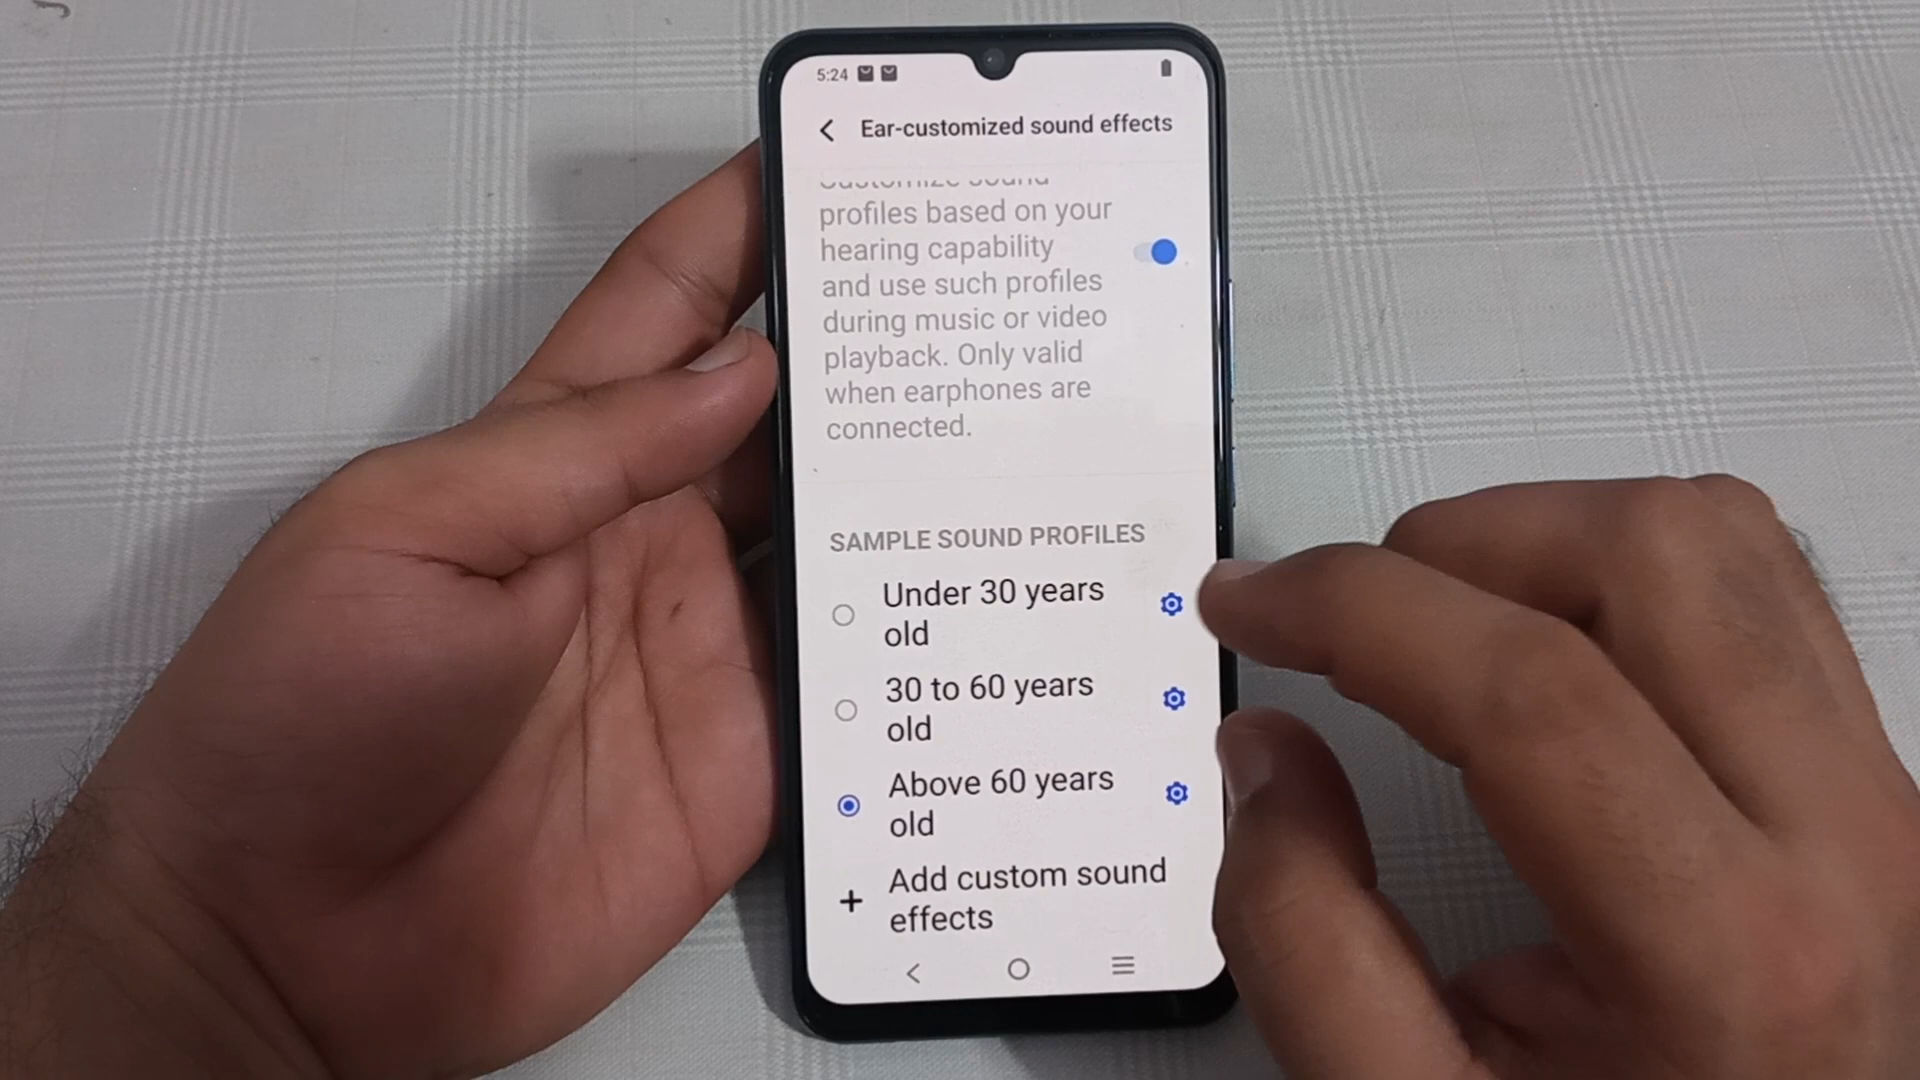 5:24
Ear-customized sound effects
Customize sound
profiles based on your
hearing capability
and use such profiles
during music or video
playback. Only valid
when earphones are
connected.
SAMPLE SOUND PROFILES
Under 30 years
old
30 to 60 years
old
Above 60 years
old
Add custom sound
effects